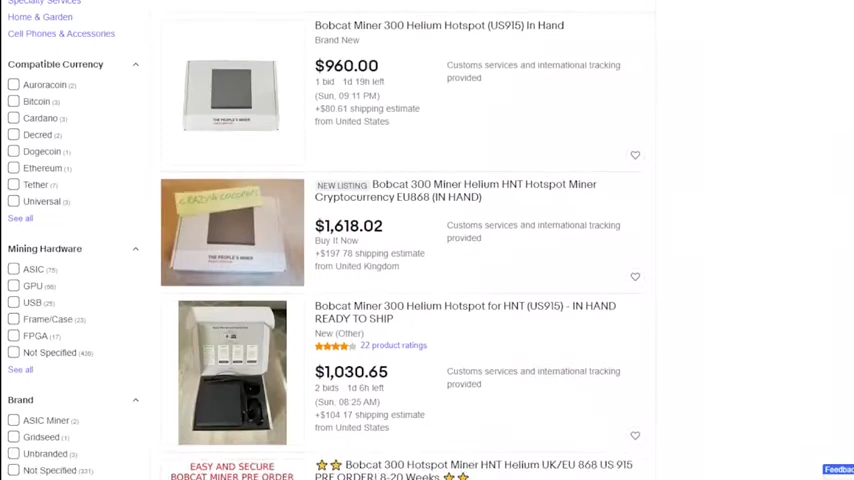 Specialty Services
Home & Garden
Cell Phones & Accessories
Compatible Currency
Auroracoin (2)
Bitcoin (3)
Cardano (3)
Decred (2)
Dogecoin (1)
Ethereum (1)
Tether (7)
Universal (3)
See all
Mining Hardware
ASIC (75)
GPU (56)
USB (25)
Frame/Case (23)
FPGA (17)
Not Specified (436)
See all
Brand
ASIC Miner (2)
Gridseed (1)
Unbranded (3)
Not Specified (331)
Bobcat Miner 300 Helium Hotspot (US915) In Hand
Brand New
$960.00
1 bid · 1d 19h left
(Sun, 09:11 PM)
+$80.61 shipping estimate
from United States
Customs services and international tracking
provided
THE PEOPLE'S MINER
NEW LISTING Bobcat 300 Miner Helium HNT Hotspot Miner
Cryptocurrency EU868 (IN HAND)
$1,618.02
Buy It Now
+$197.78 shipping estimate
from United Kingdom
Customs services and international tracking
provided
THE PEOPLE'S MINER
Bobcat Miner 300 Helium Hotspot for HNT (US915) - IN HAND
READY TO SHIP
New (Other)
22 product ratings
$1,030.65
2 bids · 1d 6h left
(Sun, 08:25 AM)
+$104.17 shipping estimate
from United States
Customs services and international tracking
provided
EASY AND SECURE
BOBCAT MINER PRE ORDER
Bobcat 300 Hotspot Miner HNT Helium UK/EU 868 US 915
PRE ORDER! 8-20 Weeks
Feedbac